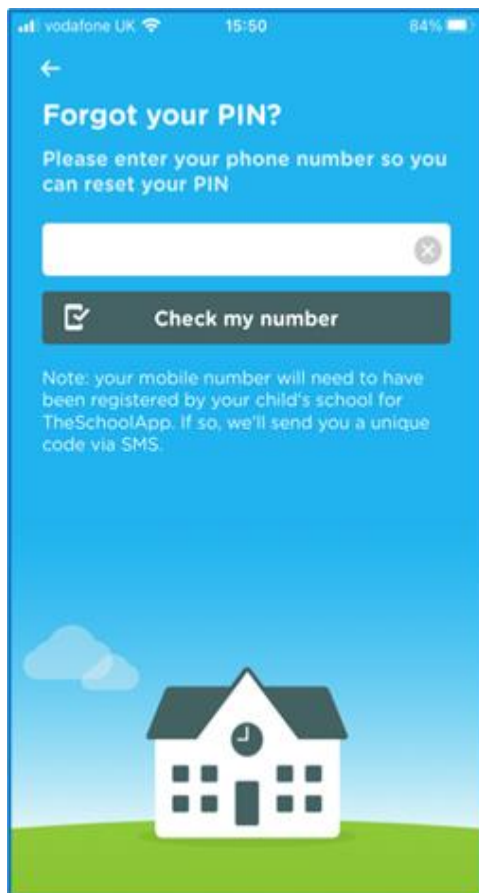 vodafone UK 15:50 84%
Forgot your PIN?
Please enter your phone number so you
can reset your PIN
Check my number
Note: your mobile number will need to have
been registered by your child's school for
TheSchoolApp. If so, we'll send you a unique
code via SMS.